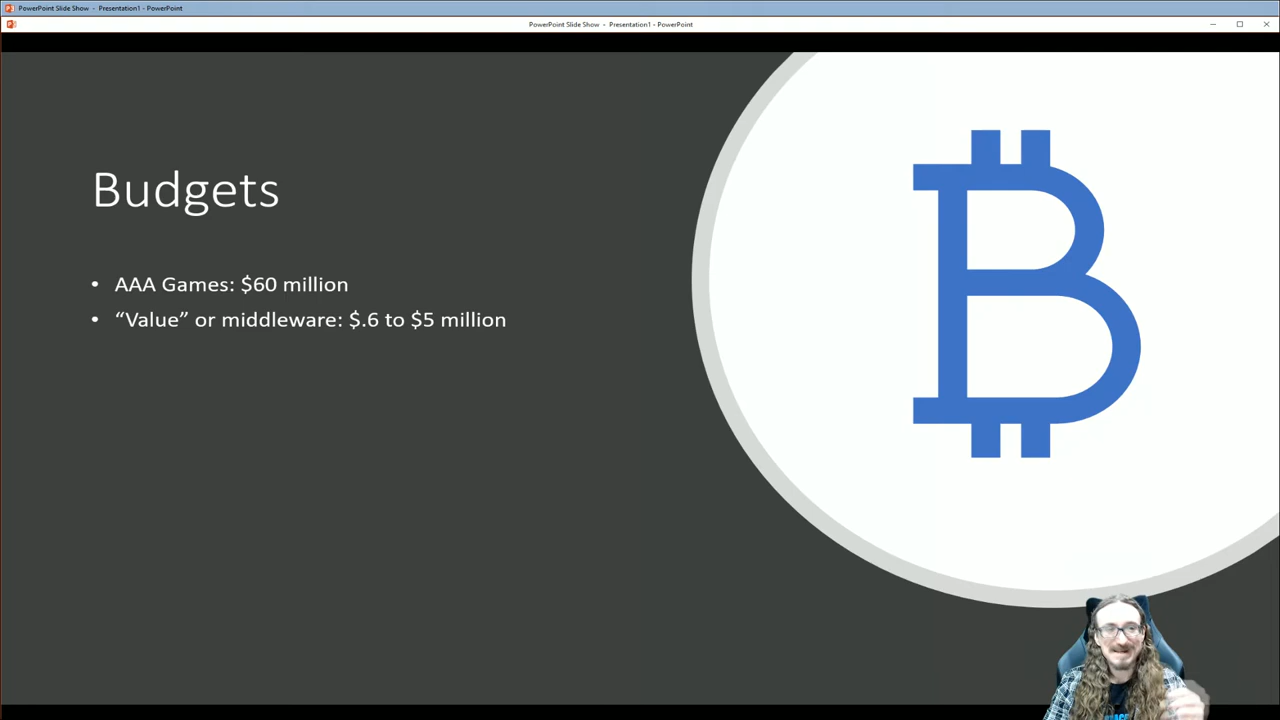 PowerPoint Slide Show - Presentation1 - PowerPoint
PowerPoint Slide Show - Presentation1 - PowerPoint
Budgets
• AAA Games: $60 million
• “Value” or middleware: $.6 to $5 million